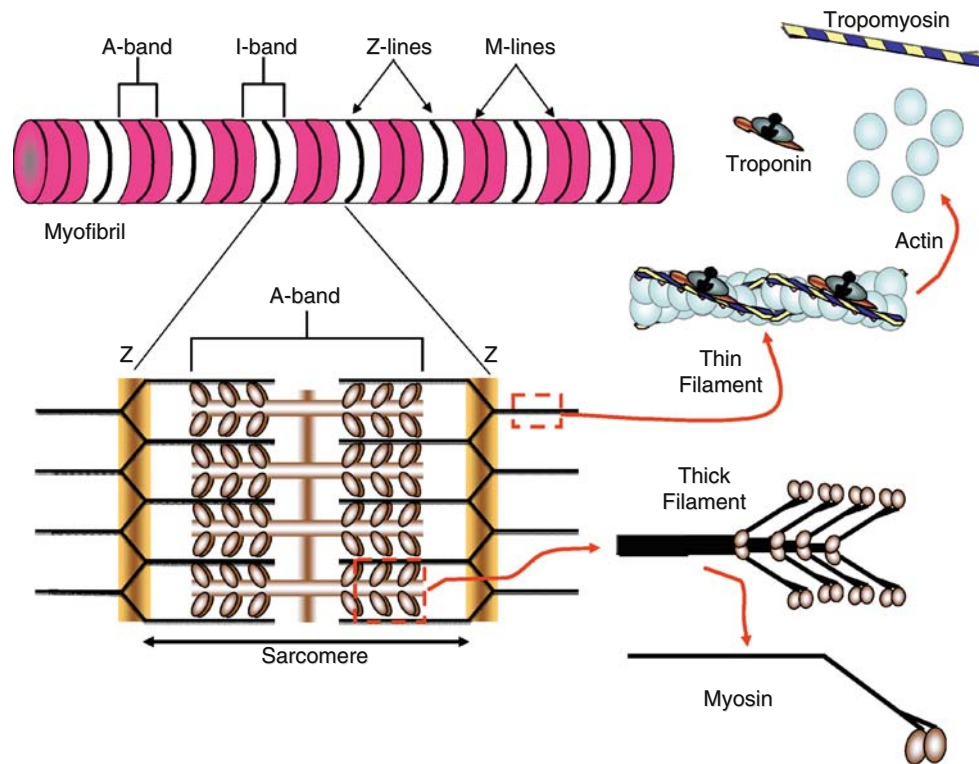 Tropomyosin
A-band
I-band
Z-lines
M-lines
Troponin
Myofibril
Actin
A-band
Z
Z
Thin
Filament
Thick
Filament
Sarcomere
Myosin